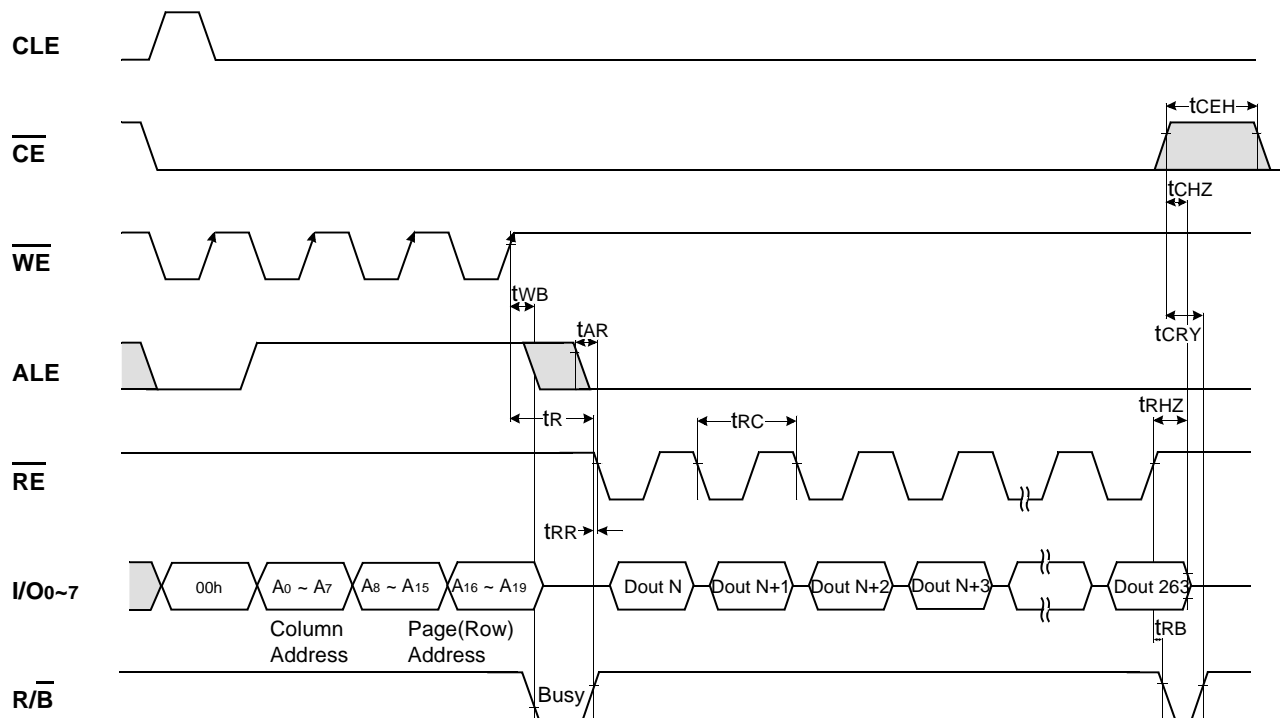 CLE
tCEH
CE
tCHZ
WE
tWB
tCRY
tAR
ALE
tR
tRC
tRHZ
RE
tRR
I/O0~7
00h
A0 ~ A7
A8 ~ A15
A16 ~ A19
Dout N
Dout N+1
Dout N+2
Dout N+3
Dout 263
Column
Address
Page(Row)
Address
tRB
R/B
Busy